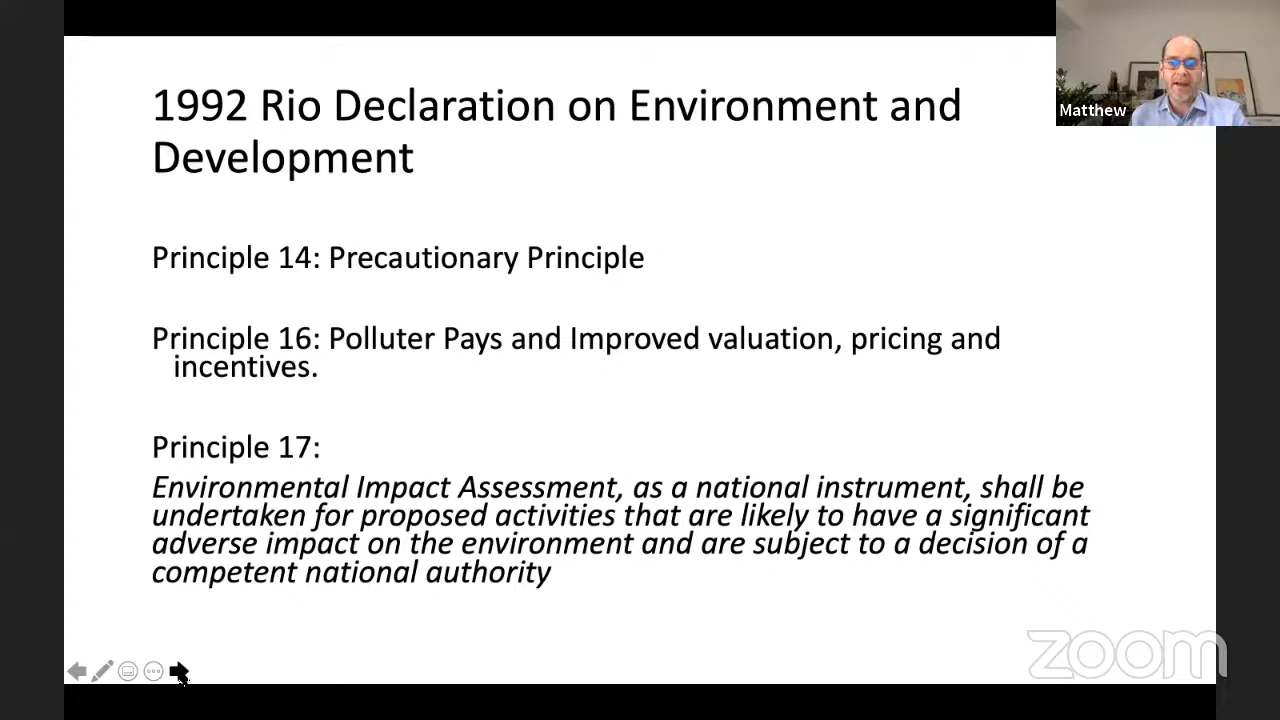 1992 Rio Declaration on Environment and
Development
Matthew
Principle 14: Precautionary Principle
Principle 16: Polluter Pays and Improved valuation, pricing and
incentives.
Principle 17:
Environmental Impact Assessment, as a national instrument, shall be
undertaken for proposed activities that are likely to have a significant
adverse impact on the environment and are subject to a decision of a
competent national authority
zoom